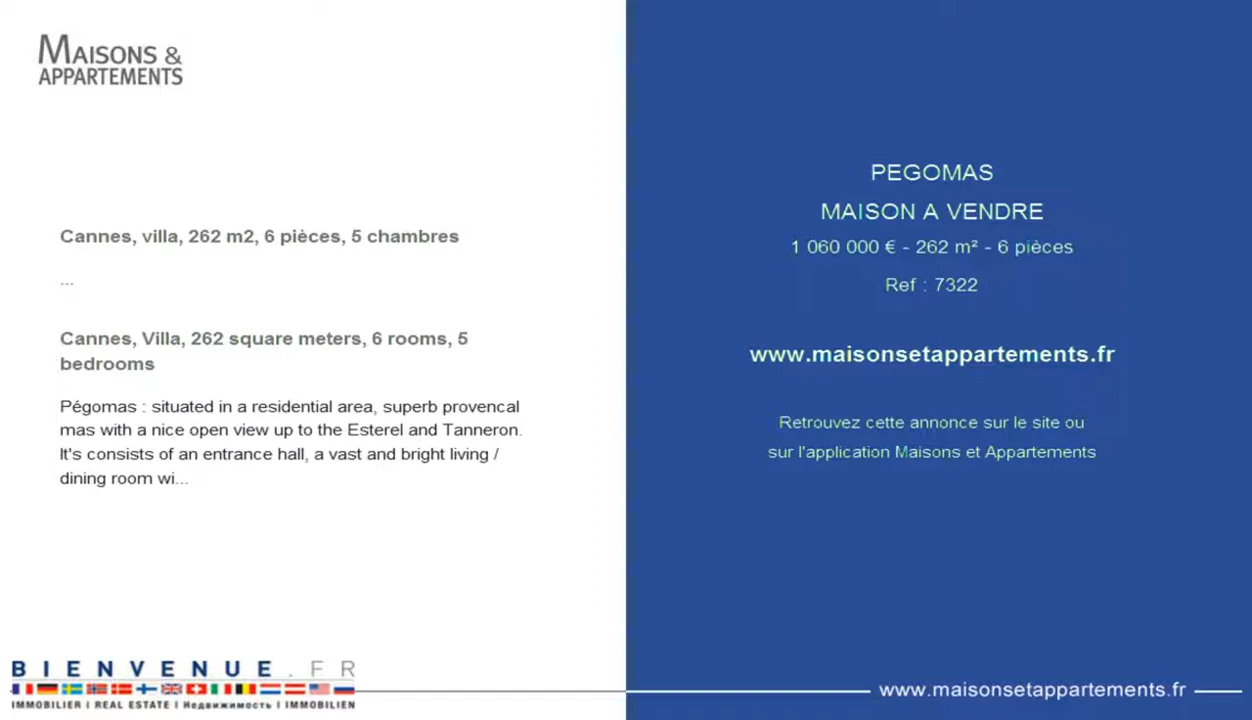 MAISONS &
APPARTEMENTS
Cannes, villa, 262 m2, 6 pièces, 5 chambres
...
Cannes, Villa, 262 square meters, 6 rooms, 5
bedrooms
Pégomas : situated in a residential area, superb provencal
mas with a nice open view up to the Esterel and Tanneron.
It's consists of an entrance hall, a vast and bright living /
dining room wi...
BIENVENUE.FR
IMMOBILIER | REAL ESTATE | Недвижимость | IMMOBILIEN
PEGOMAS
MAISON A VENDRE
1 060 000 € - 262 m² - 6 pièces
Ref : 7322
www.maisonsetappartements.fr
Retrouvez cette annonce sur le site ou
sur l'application Maisons et Appartements
www.maisonsetappartements.fr